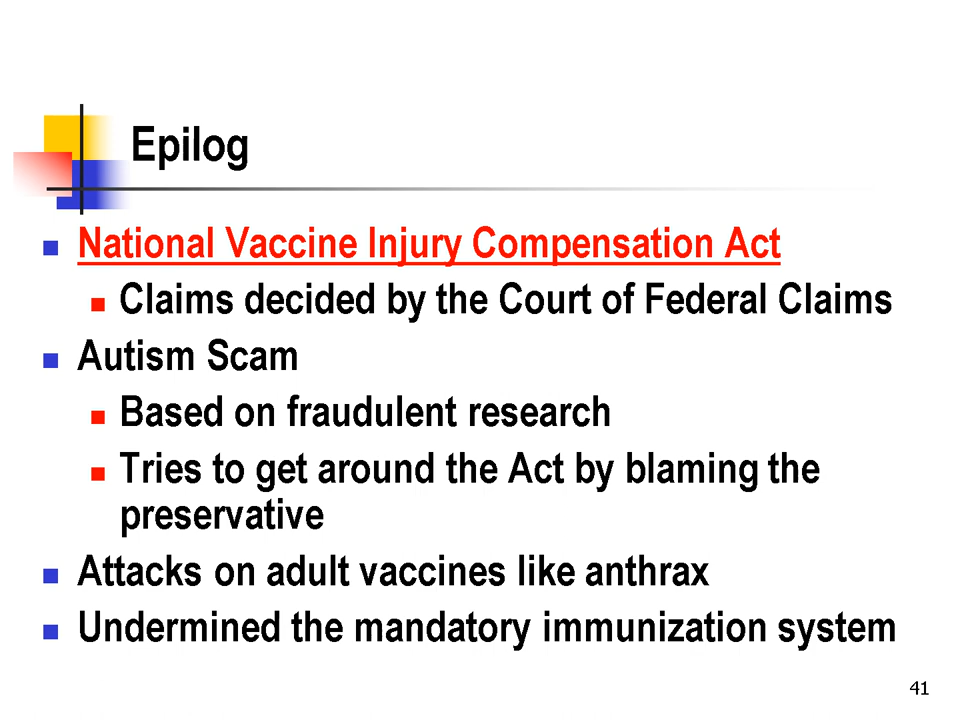 Epilog
National Vaccine Injury Compensation Act
Claims decided by the Court of Federal Claims
Autism Scam
Based on fraudulent research
Tries to get around the Act by blaming the
preservative
Attacks on adult vaccines like anthrax
Undermined the mandatory immunization system
41